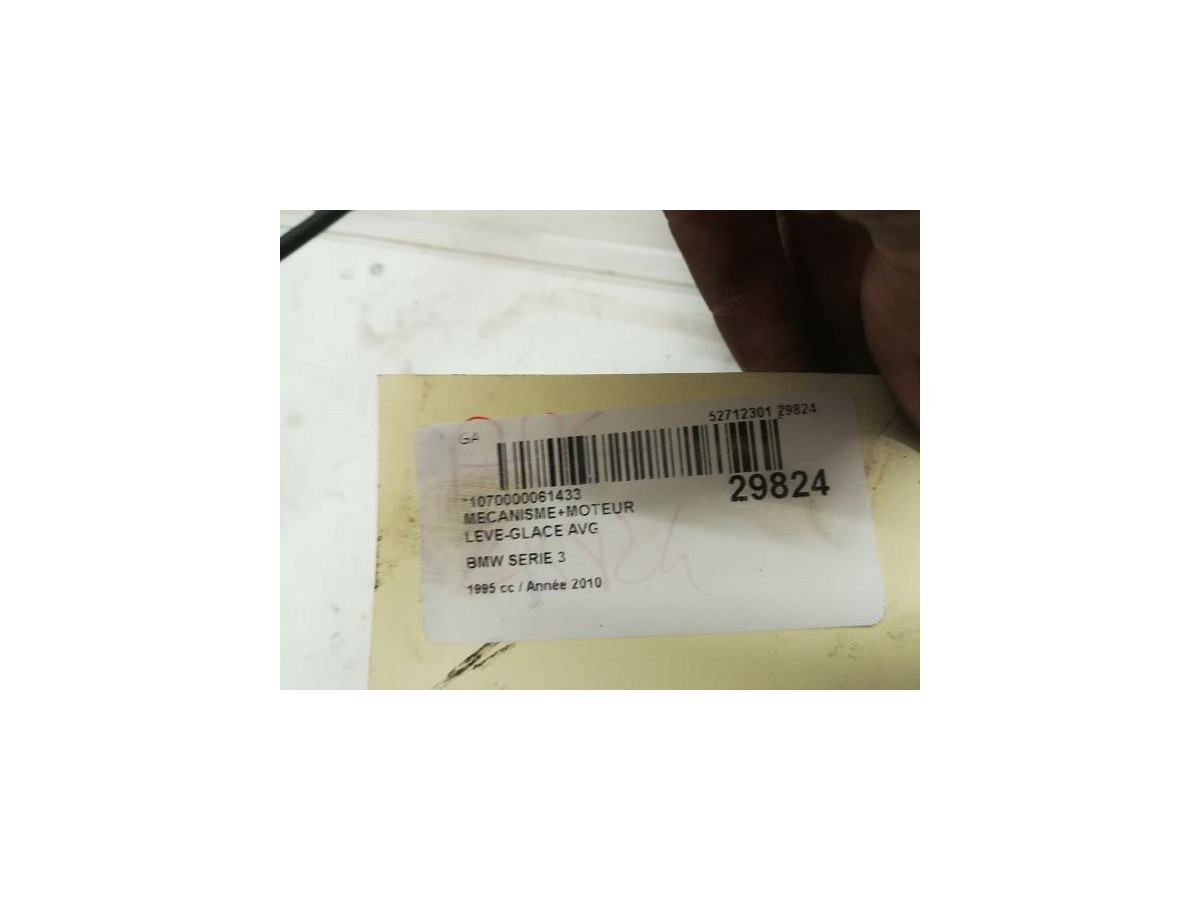 GA
52712301 29824
29824
*1070000061433
MECANISME+MOTEUR
LEVE-GLACE AVG
BMW SERIE 3
1995 cc / Année 2010